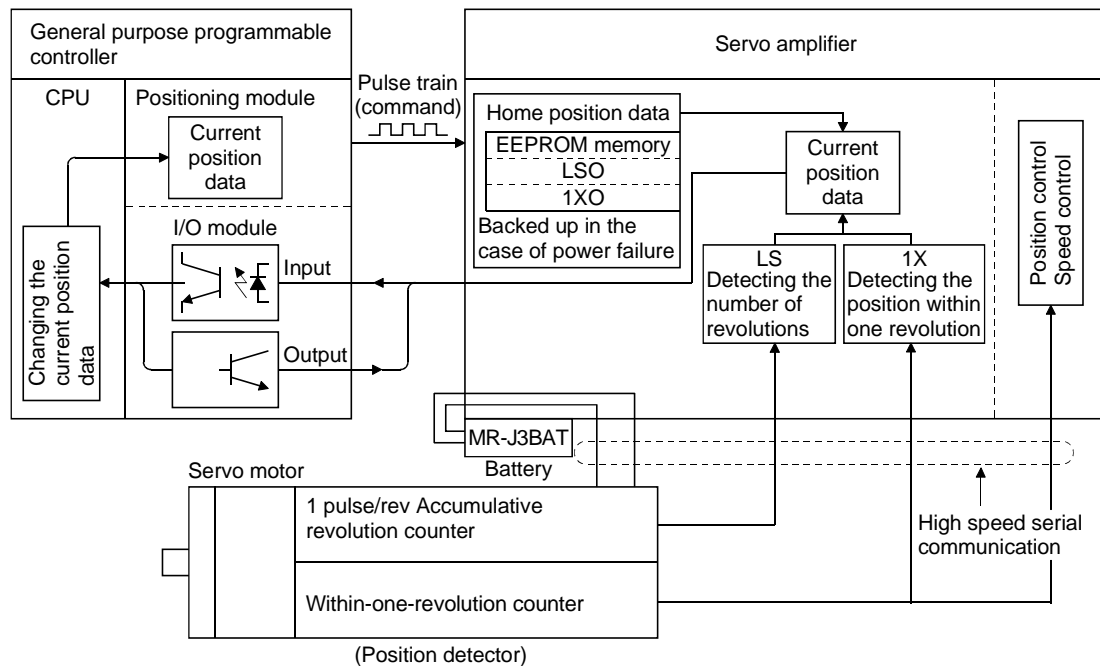 General purpose programmable
controller
Servo amplifier
CPU
Positioning module
Current
position
data
Pulse train
(command)
Home position data
EEPROM memory
LSO
1XO
Backed up in the
case of power failure
Current
position
data
Position control
Speed control
I/O module
Input
Output
Changing the
current position
data
LS
Detecting the
number of
revolutions
1X
Detecting the
position within
one revolution
MR-J3BAT
Battery
Servo motor
1 pulse/rev Accumulative
revolution counter
Within-one-revolution counter
High speed serial
communication
(Position detector)